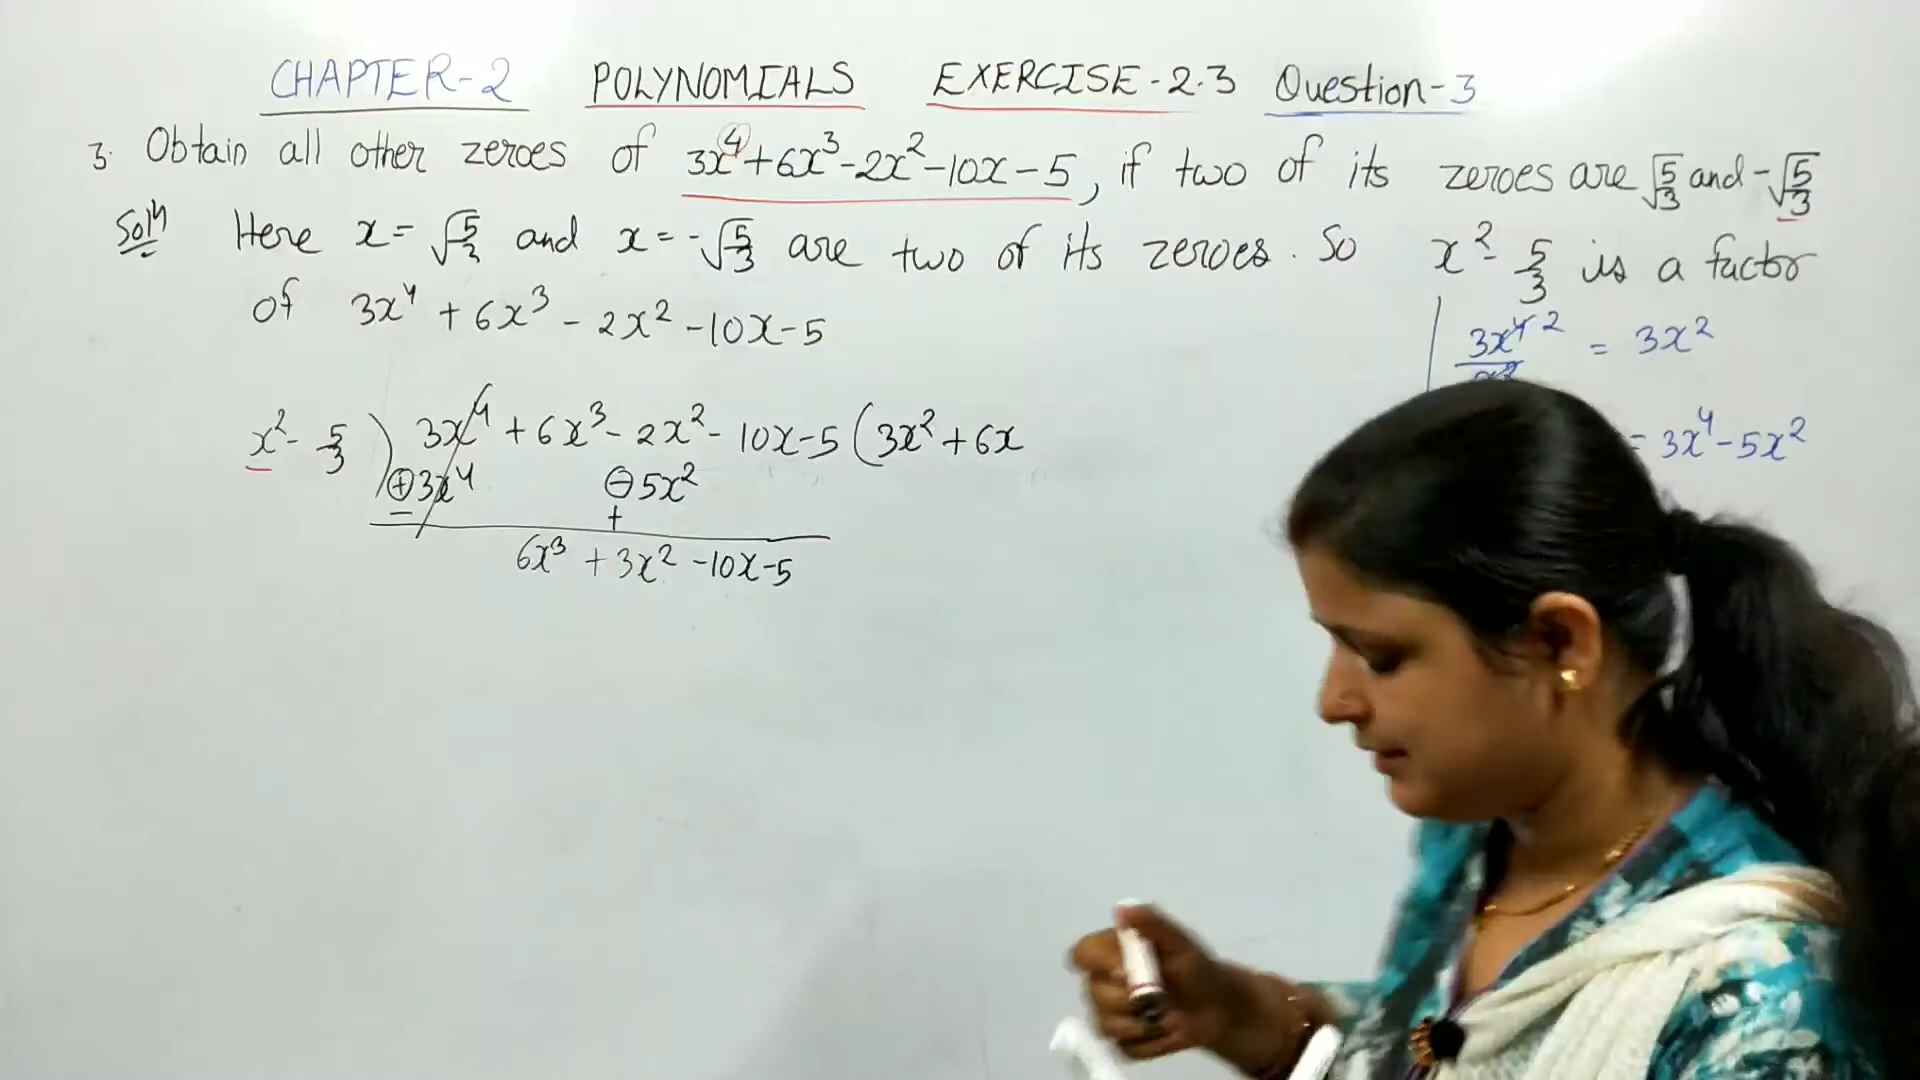 CHAPTER-2 POLYNOMIALS EXERCISE-2.3 Question-3
3. Obtain all other zeroes of 3x⁴+6x³-2x²-10x-5, if two of its zeroes are √5/3 and -√5/3
Soln Here x= √5/3 and x=-√5/3 are two of its zeroes. So x²-5/3 is a factor
of 3x⁴+6x³-2x²-10x-5
3x⁴ = 3x²
x²-5/3 ) 3x⁴+6x³-2x²-10x-5 ( 3x²+6x
= 3x⁴-5x²
⊕3x⁴ ⊖5x²
- +
6x³+3x²-10x-5